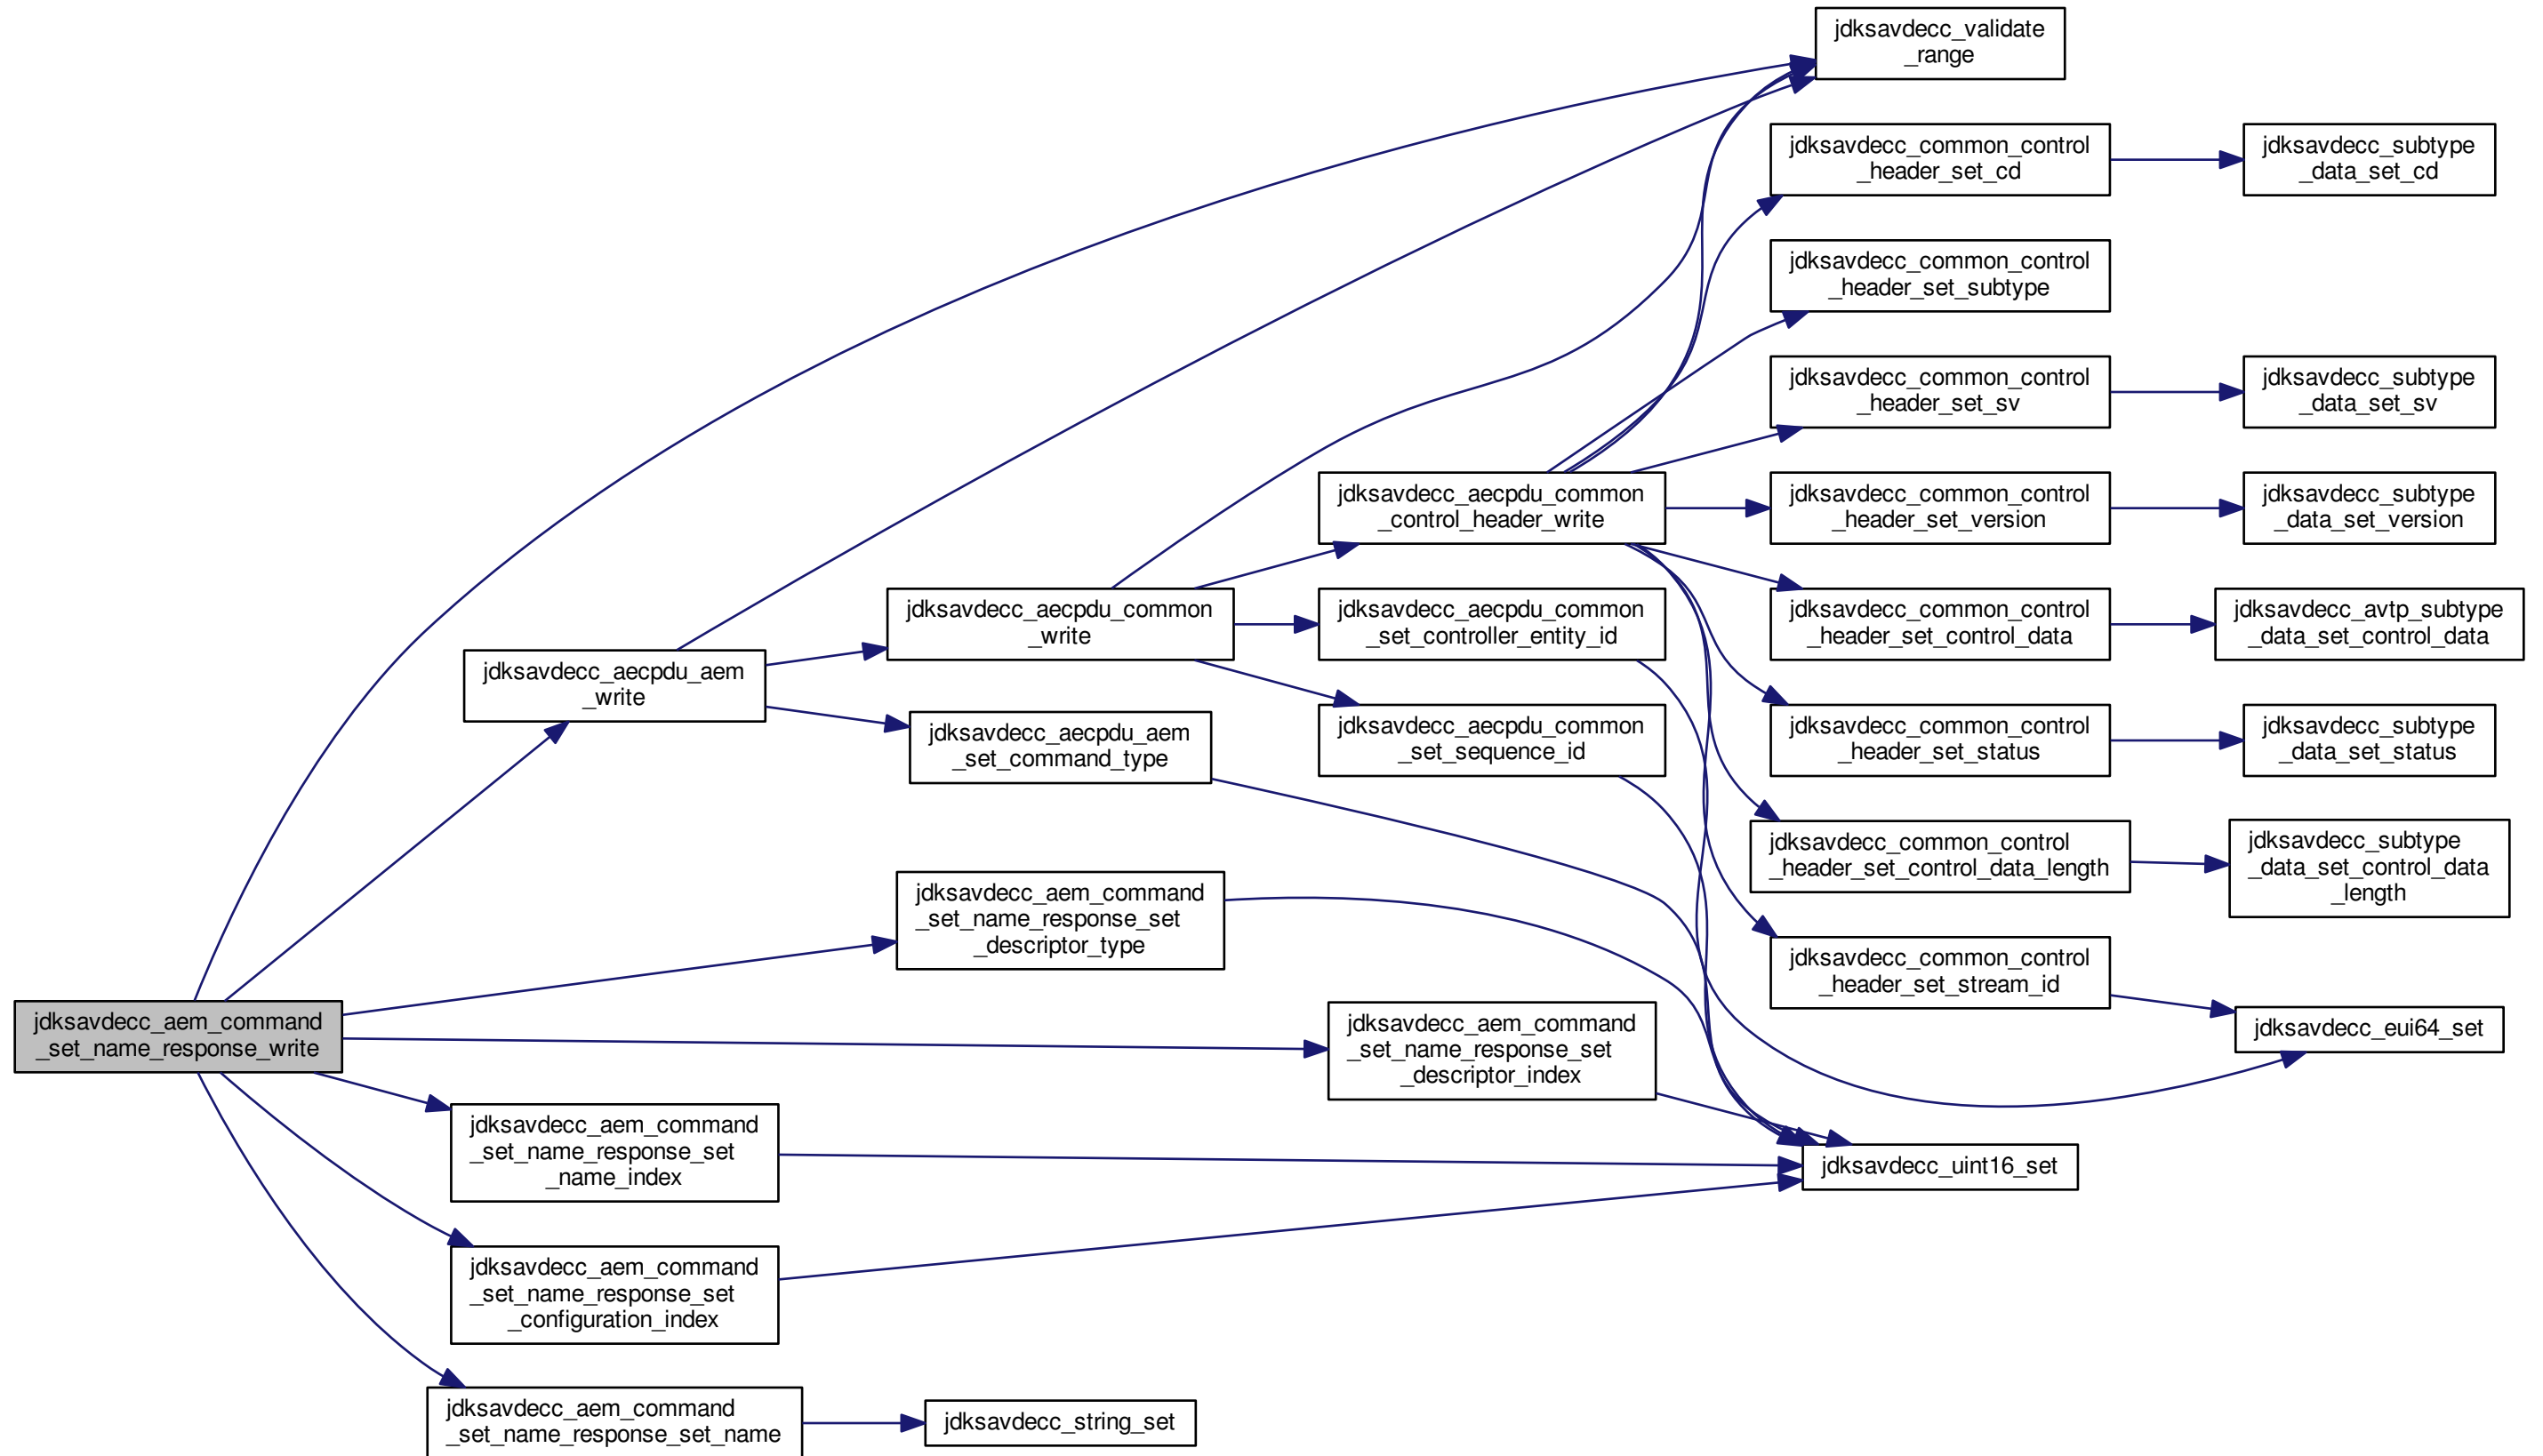 jdksavdecc_aem_command
_set_name_response_write
jdksavdecc_aecpdu_aem
_write
jdksavdecc_aem_command
_set_name_response_set
_name_index
jdksavdecc_aem_command
_set_name_response_set
_configuration_index
jdksavdecc_aem_command
_set_name_response_set_name
jdksavdecc_aecpdu_common
_write
jdksavdecc_aecpdu_aem
_set_command_type
jdksavdecc_aem_command
_set_name_response_set
_descriptor_type
jdksavdecc_string_set
jdksavdecc_aecpdu_common
_control_header_write
jdksavdecc_aecpdu_common
_set_controller_entity_id
jdksavdecc_aecpdu_common
_set_sequence_id
jdksavdecc_aem_command
_set_name_response_set
_descriptor_index
jdksavdecc_validate
_range
jdksavdecc_common_control
_header_set_cd
jdksavdecc_common_control
_header_set_subtype
jdksavdecc_common_control
_header_set_sv
jdksavdecc_common_control
_header_set_version
jdksavdecc_common_control
_header_set_control_data
jdksavdecc_common_control
_header_set_status
jdksavdecc_common_control
_header_set_control_data_length
jdksavdecc_common_control
_header_set_stream_id
jdksavdecc_uint16_set
jdksavdecc_subtype
_data_set_cd
jdksavdecc_subtype
_data_set_sv
jdksavdecc_subtype
_data_set_version
jdksavdecc_avtp_subtype
_data_set_control_data
jdksavdecc_subtype
_data_set_status
jdksavdecc_subtype
_data_set_control_data
_length
jdksavdecc_eui64_set